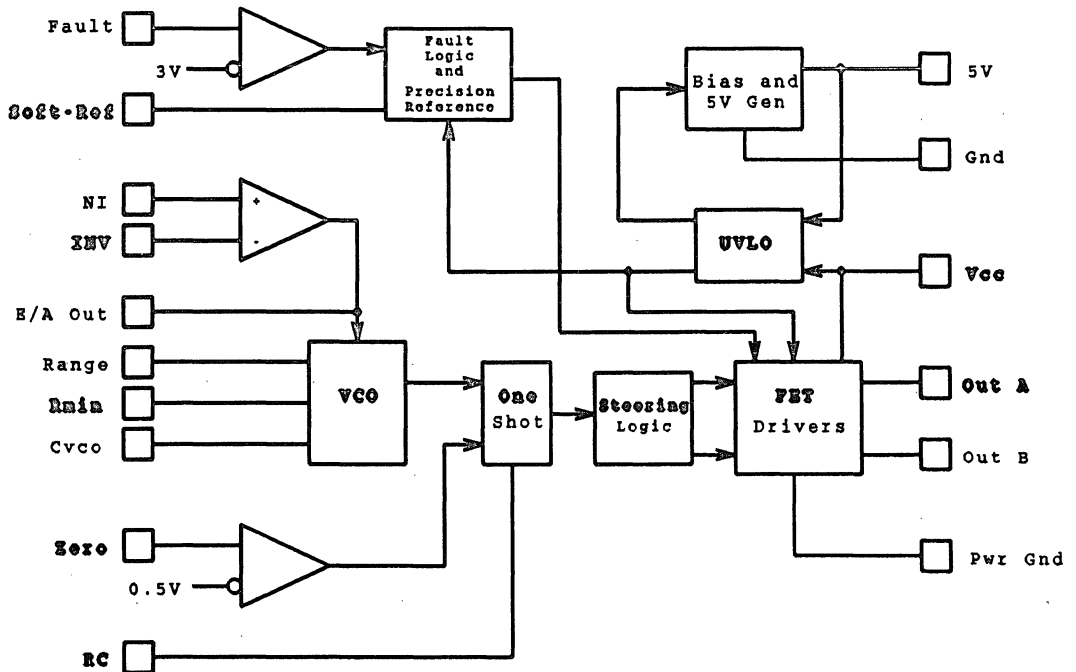 Fault
3V
Soft-Ref
Fault
Logic
and
Precision
Reference
Bias and
5V Gen
5V
Gnd
NI
+
INV
-
UVLO
Vcc
E/A Out
Range
Rmin
Cvco
VCO
One
Shot
Steering
Logic
FET
Drivers
Out A
Out B
Zero
0.5V
Pwr Gnd
RC